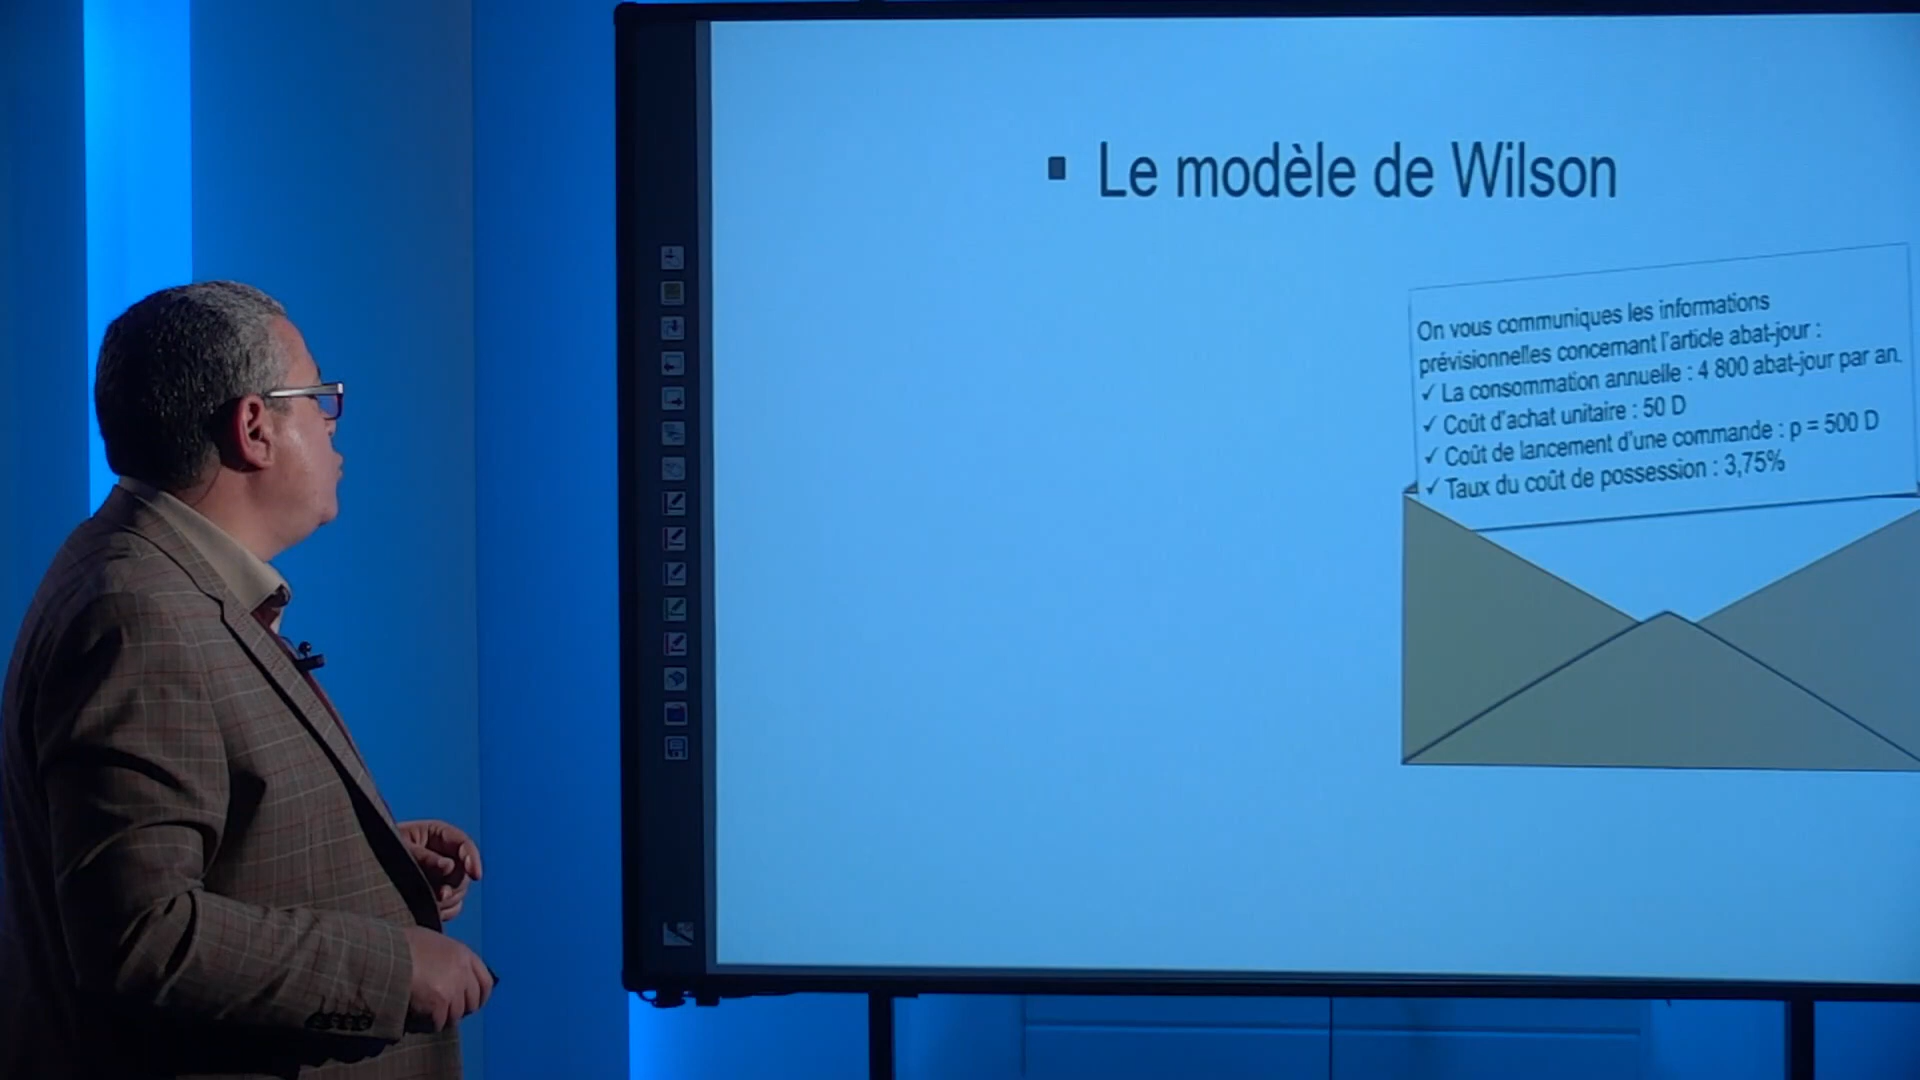 ▪ Le modèle de Wilson
On vous communiques les informations
prévisionnelles concernant l'article abat-jour :
✓ La consommation annuelle : 4 800 abat-jour par an.
✓ Coût d'achat unitaire : 50 D
✓ Coût de lancement d'une commande : p = 500 D
✓ Taux du coût de possession : 3,75%